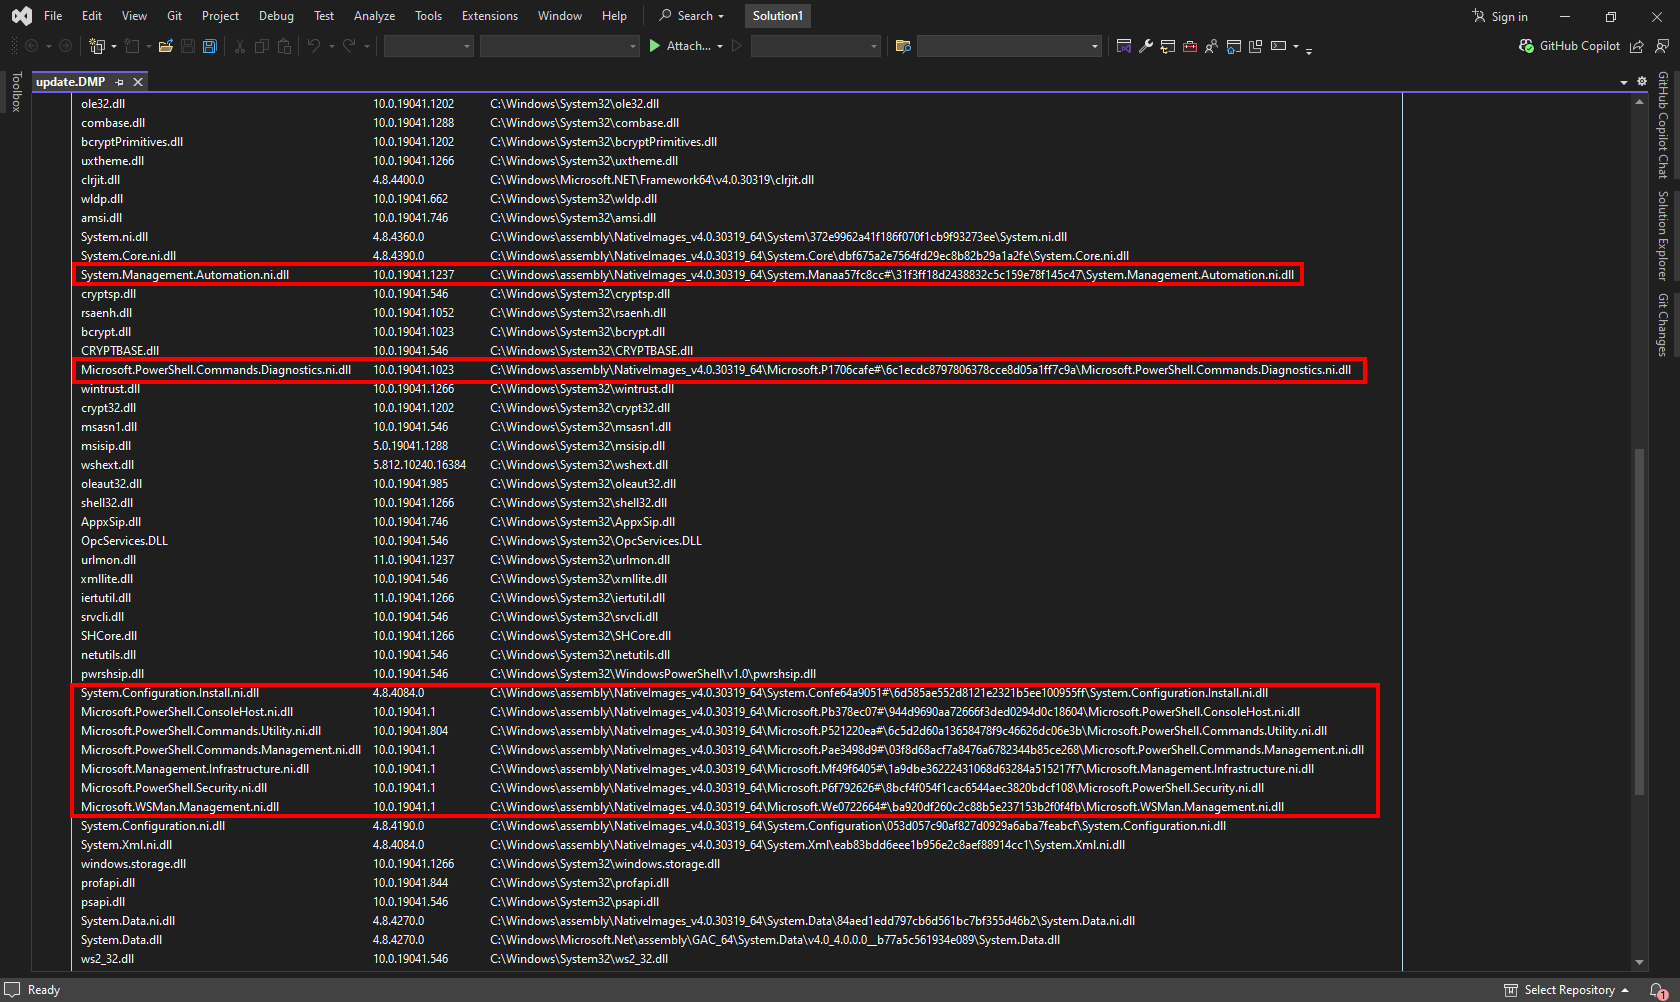 File Edit View Git Project Debug Test Analyze Tools Extensions Window Help Search Solution1 Sign in
Attach... GitHub Copilot
Toolbox
update.DMP
ole32.dll 10.0.19041.1202 C:\Windows\System32\ole32.dll
combase.dll 10.0.19041.1288 C:\Windows\System32\combase.dll
bcryptPrimitives.dll 10.0.19041.1202 C:\Windows\System32\bcryptPrimitives.dll
uxtheme.dll 10.0.19041.1266 C:\Windows\System32\uxtheme.dll
clrjit.dll 4.8.4400.0 C:\Windows\Microsoft.NET\Framework64\v4.0.30319\clrjit.dll
wldp.dll 10.0.19041.662 C:\Windows\System32\wldp.dll
amsi.dll 10.0.19041.746 C:\Windows\System32\amsi.dll
System.ni.dll 4.8.4360.0 C:\Windows\assembly\NativeImages_v4.0.30319_64\System\372e9962a41f186f070f1cb9f93273ee\System.ni.dll
System.Core.ni.dll 4.8.4390.0 C:\Windows\assembly\NativeImages_v4.0.30319_64\System.Core\dbf675a2e7564fd29ec8b82b29a1a2fe\System.Core.ni.dll
System.Management.Automation.ni.dll 10.0.19041.1237 C:\Windows\assembly\NativeImages_v4.0.30319_64\System.Manaa57fc8cc#\31f3ff18d2438832c5c159e78f145c47\System.Management.Automation.ni.dll
cryptsp.dll 10.0.19041.546 C:\Windows\System32\cryptsp.dll
rsaenh.dll 10.0.19041.1052 C:\Windows\System32\rsaenh.dll
bcrypt.dll 10.0.19041.1023 C:\Windows\System32\bcrypt.dll
CRYPTBASE.dll 10.0.19041.546 C:\Windows\System32\CRYPTBASE.dll
Microsoft.PowerShell.Commands.Diagnostics.ni.dll 10.0.19041.1023 C:\Windows\assembly\NativeImages_v4.0.30319_64\Microsoft.P1706cafe#\6c1ecdc8797806378cce8d05a1ff7c9a\Microsoft.PowerShell.Commands.Diagnostics.ni.dll
wintrust.dll 10.0.19041.1266 C:\Windows\System32\wintrust.dll
crypt32.dll 10.0.19041.1202 C:\Windows\System32\crypt32.dll
msasn1.dll 10.0.19041.546 C:\Windows\System32\msasn1.dll
msisip.dll 5.0.19041.1288 C:\Windows\System32\msisip.dll
wshext.dll 5.812.10240.16384 C:\Windows\System32\wshext.dll
oleaut32.dll 10.0.19041.985 C:\Windows\System32\oleaut32.dll
shell32.dll 10.0.19041.1266 C:\Windows\System32\shell32.dll
AppxSip.dll 10.0.19041.746 C:\Windows\System32\AppxSip.dll
OpcServices.DLL 10.0.19041.546 C:\Windows\System32\OpcServices.DLL
urlmon.dll 11.0.19041.1237 C:\Windows\System32\urlmon.dll
xmllite.dll 10.0.19041.546 C:\Windows\System32\xmllite.dll
iertutil.dll 11.0.19041.1266 C:\Windows\System32\iertutil.dll
srvcli.dll 10.0.19041.546 C:\Windows\System32\srvcli.dll
SHCore.dll 10.0.19041.1266 C:\Windows\System32\SHCore.dll
netutils.dll 10.0.19041.546 C:\Windows\System32\netutils.dll
pwrshsip.dll 10.0.19041.546 C:\Windows\System32\WindowsPowerShell\v1.0\pwrshsip.dll
System.Configuration.Install.ni.dll 4.8.4084.0 C:\Windows\assembly\NativeImages_v4.0.30319_64\System.Confe64a9051#\6d585ae552d8121e2321b5ee100955ff\System.Configuration.Install.ni.dll
Microsoft.PowerShell.ConsoleHost.ni.dll 10.0.19041.1 C:\Windows\assembly\NativeImages_v4.0.30319_64\Microsoft.Pb378ec07#\944d9690aa72666f3ded0294d0c18604\Microsoft.PowerShell.ConsoleHost.ni.dll
Microsoft.PowerShell.Commands.Utility.ni.dll 10.0.19041.804 C:\Windows\assembly\NativeImages_v4.0.30319_64\Microsoft.P521220ea#\6c5d2d60a13658478f9c46626dc06e3b\Microsoft.PowerShell.Commands.Utility.ni.dll
Microsoft.PowerShell.Commands.Management.ni.dll 10.0.19041.1 C:\Windows\assembly\NativeImages_v4.0.30319_64\Microsoft.Pae3498d9#\03f8d68acf7a8476a6782344b85ce268\Microsoft.PowerShell.Commands.Management.ni.dll
Microsoft.Management.Infrastructure.ni.dll 10.0.19041.1 C:\Windows\assembly\NativeImages_v4.0.30319_64\Microsoft.Mf49f6405#\1a9dbe36222431068d63284a515217f7\Microsoft.Management.Infrastructure.ni.dll
Microsoft.PowerShell.Security.ni.dll 10.0.19041.1 C:\Windows\assembly\NativeImages_v4.0.30319_64\Microsoft.P6f792626#\8bcf4f054f1cac6544aec3820bdcf108\Microsoft.PowerShell.Security.ni.dll
Microsoft.WSMan.Management.ni.dll 10.0.19041.1 C:\Windows\assembly\NativeImages_v4.0.30319_64\Microsoft.We0722664#\ba920df260c2c88b5e237153b2f0f4fb\Microsoft.WSMan.Management.ni.dll
System.Configuration.ni.dll 4.8.4190.0 C:\Windows\assembly\NativeImages_v4.0.30319_64\System.Configuration\053d057c90af827d0929a6aba7feabcf\System.Configuration.ni.dll
System.Xml.ni.dll 4.8.4084.0 C:\Windows\assembly\NativeImages_v4.0.30319_64\System.Xml\eab83bdd6eee1b956e2c8aef88914cc1\System.Xml.ni.dll
windows.storage.dll 10.0.19041.1266 C:\Windows\System32\windows.storage.dll
profapi.dll 10.0.19041.844 C:\Windows\System32\profapi.dll
psapi.dll 10.0.19041.546 C:\Windows\System32\psapi.dll
System.Data.ni.dll 4.8.4270.0 C:\Windows\assembly\NativeImages_v4.0.30319_64\System.Data\84aed1edd797cb6d561bc7bf355d46b2\System.Data.ni.dll
System.Data.dll 4.8.4270.0 C:\Windows\Microsoft.Net\assembly\GAC_64\System.Data\v4.0_4.0.0.0__b77a5c561934e089\System.Data.dll
ws2_32.dll 10.0.19041.546 C:\Windows\System32\ws2_32.dll
GitHub Copilot Chat
Solution Explorer
Git Changes
Ready Select Repository 1